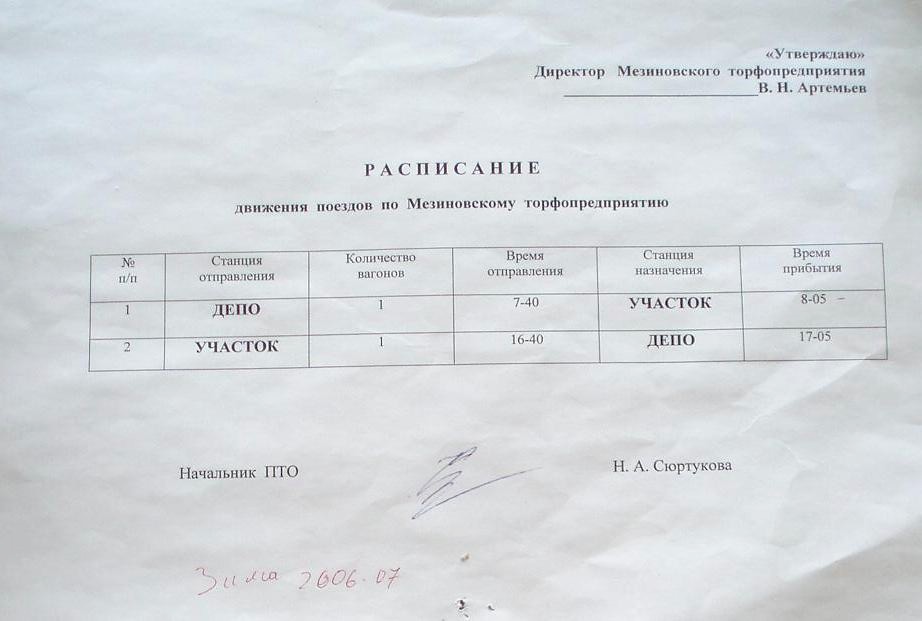 «Утверждаю»
Директор Мезиновского торфопредприятия
В. Н. Артемьев
РАСПИСАНИЕ
движения поездов по Мезиновскому торфопредприятию
№ п/п Станция отправления Количество вагонов Время отправления Станция назначения Время прибытия
1 ДЕПО 1 7-40 УЧАСТОК 8-05 –
2 УЧАСТОК 1 16-40 ДЕПО 17-05
Начальник ПТО Н. А. Сюртукова
Зима 2006-07